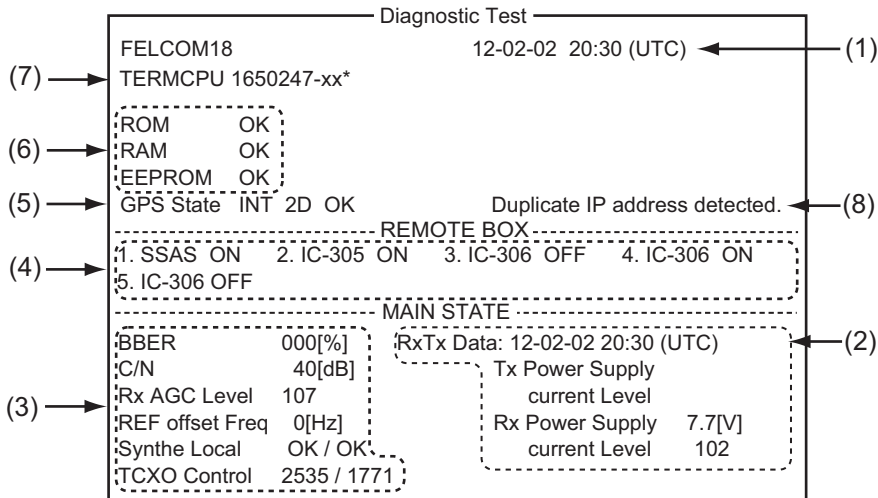 Diagnostic Test
FELCOM18 12-02-02 20:30 (UTC) (1)
(7) TERMCPU 1650247-xx*
ROM OK
(6) RAM OK
EEPROM OK
(5) GPS State INT 2D OK Duplicate IP address detected. (8)
REMOTE BOX
(4) 1. SSAS ON 2. IC-305 ON 3. IC-306 OFF 4. IC-306 ON
5. IC-306 OFF
MAIN STATE
BBER 000[%] RxTx Data: 12-02-02 20:30 (UTC) (2)
C/N 40[dB] Tx Power Supply
(3) Rx AGC Level 107 current Level
REF offset Freq 0[Hz] Rx Power Supply 7.7[V]
Synthe Local OK / OK current Level 102
TCXO Control 2535 / 1771